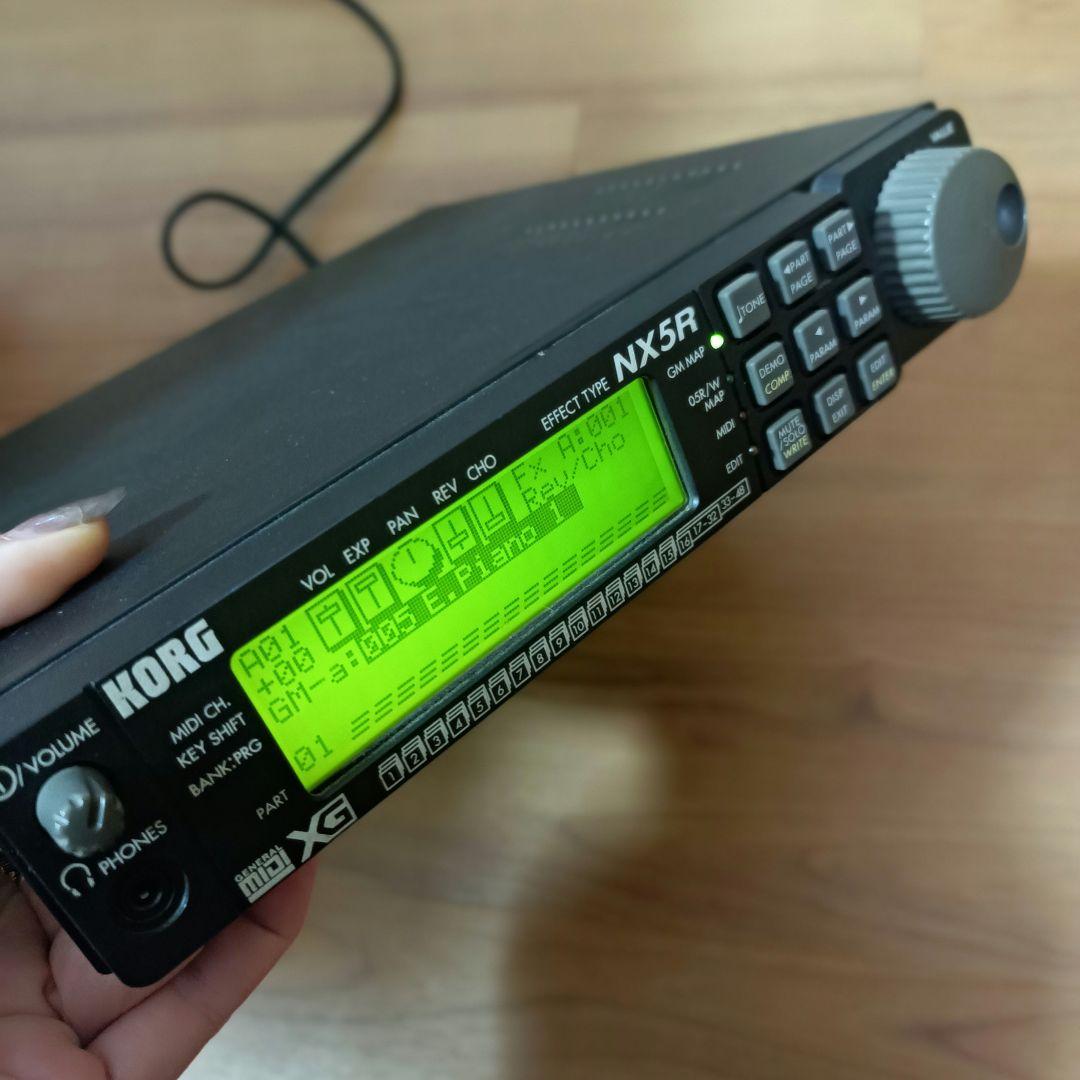 VALUE
PART▶
PAGE
◀PART
PAGE
♩TONE
▶
PARAM
◀
PARAM
DEMO
COMP
EDIT
ENTER
DISP
EXIT
MUTE
/SOLO
WRITE
NX5R
GM MAP
05R/W
MAP
MIDI
EDIT
EFFECT TYPE
VOL EXP PAN REV CHO
A01
Fx A:001
+00
Rev/Cho
GM-a:005 E.Piano 1
01
KORG
MIDI CH.
KEY SHIFT
BANK:PRG
PART
1 2 3 4 5 6 7 8 9 10 11 12 13 14 15 16 17-32 33-48
/VOLUME
PHONES
GENERAL
MIDI
XG